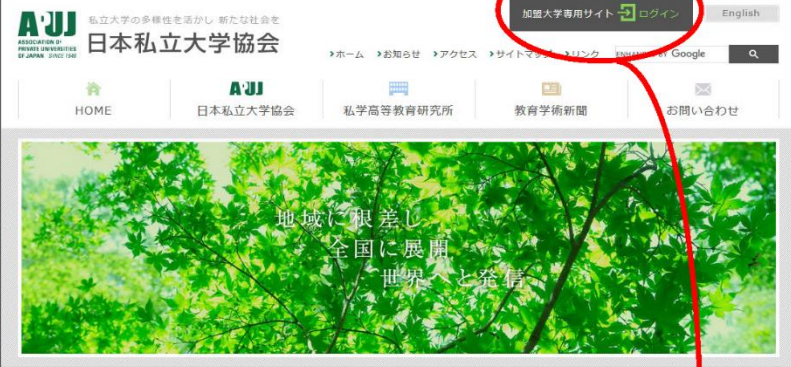 加盟大学専用サイト ログイン
English
APUJ
ASSOCIATION OF
PRIVATE UNIVERSITIES
OF JAPAN SINCE 1948
私立大学の多様性を活かし 新たな社会を
日本私立大学協会
ホーム お知らせ アクセス サイトマップ リンク
BY Google
HOME
APUJ
日本私立大学協会
私学高等教育研究所
教育学術新聞
お問い合わせ
地域に根差し
全国に展開
世界へと発信